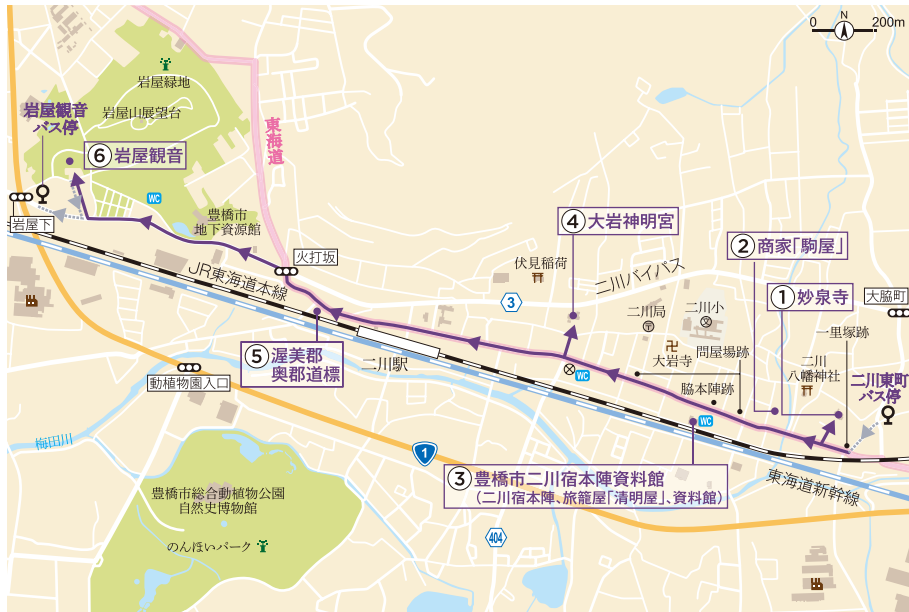 0
N
200m
岩屋緑地
岩屋観音
バス停
岩屋山展望台
東海道
⑥岩屋観音
WC
岩屋下
豊橋市
地下資源館
火打坂
JR東海道本線
④大岩神明宮
伏見稲荷
二川バイパス
3
②商家「駒屋」
①妙泉寺
大脇町
一里塚跡
二川局
二川小
大岩寺
問屋場跡
二川
八幡神社
二川東町
バス停
脇本陣跡
WC
WC
⑤渥美郡
奥郡道標
二川駅
動植物園入口
梅田川
1
③豊橋市二川宿本陣資料館
(二川宿本陣、旅籠屋「清明屋」、資料館)
東海道新幹線
豊橋市総合動植物公園
自然史博物館
のんほいパーク
404